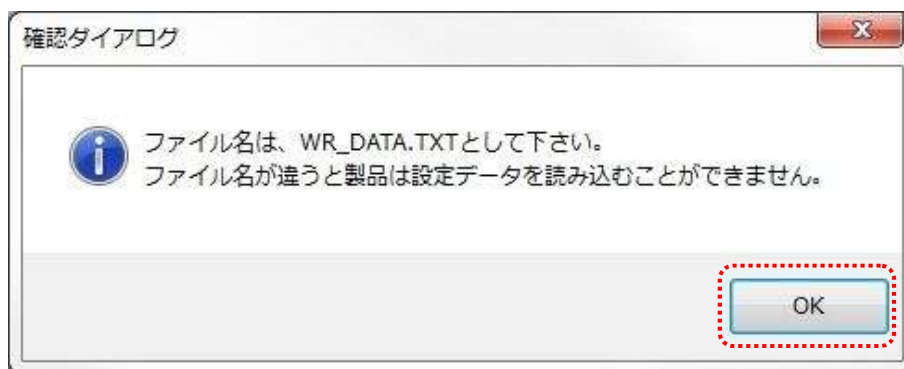 確認ダイアログ
ファイル名は、WR_DATA.TXTとして下さい。
ファイル名が違うと製品は設定データを読み込むことができません。
OK